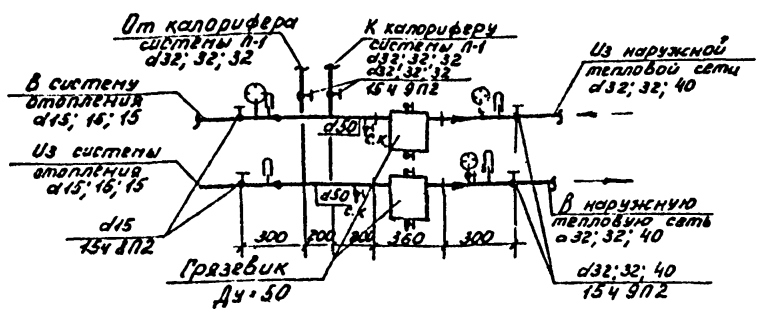 От калорифера
системы П-1
d32; 32; 32
К калориферу
системы П-1
d32; 32; 32
d32; 32; 32
15ч 9П2
Из наружной
тепловой сети
d32; 32; 40
В систему
отопления
d15; 15; 15
Из системы
отопления
d15; 15; 15
d50
с.к
d50
с.к
В наружную
тепловую сеть
d32; 32; 40
d15
15ч 8П2
300
200
200
360
300
Грязевик
Ду=50
d32; 32; 40
15ч 9П2